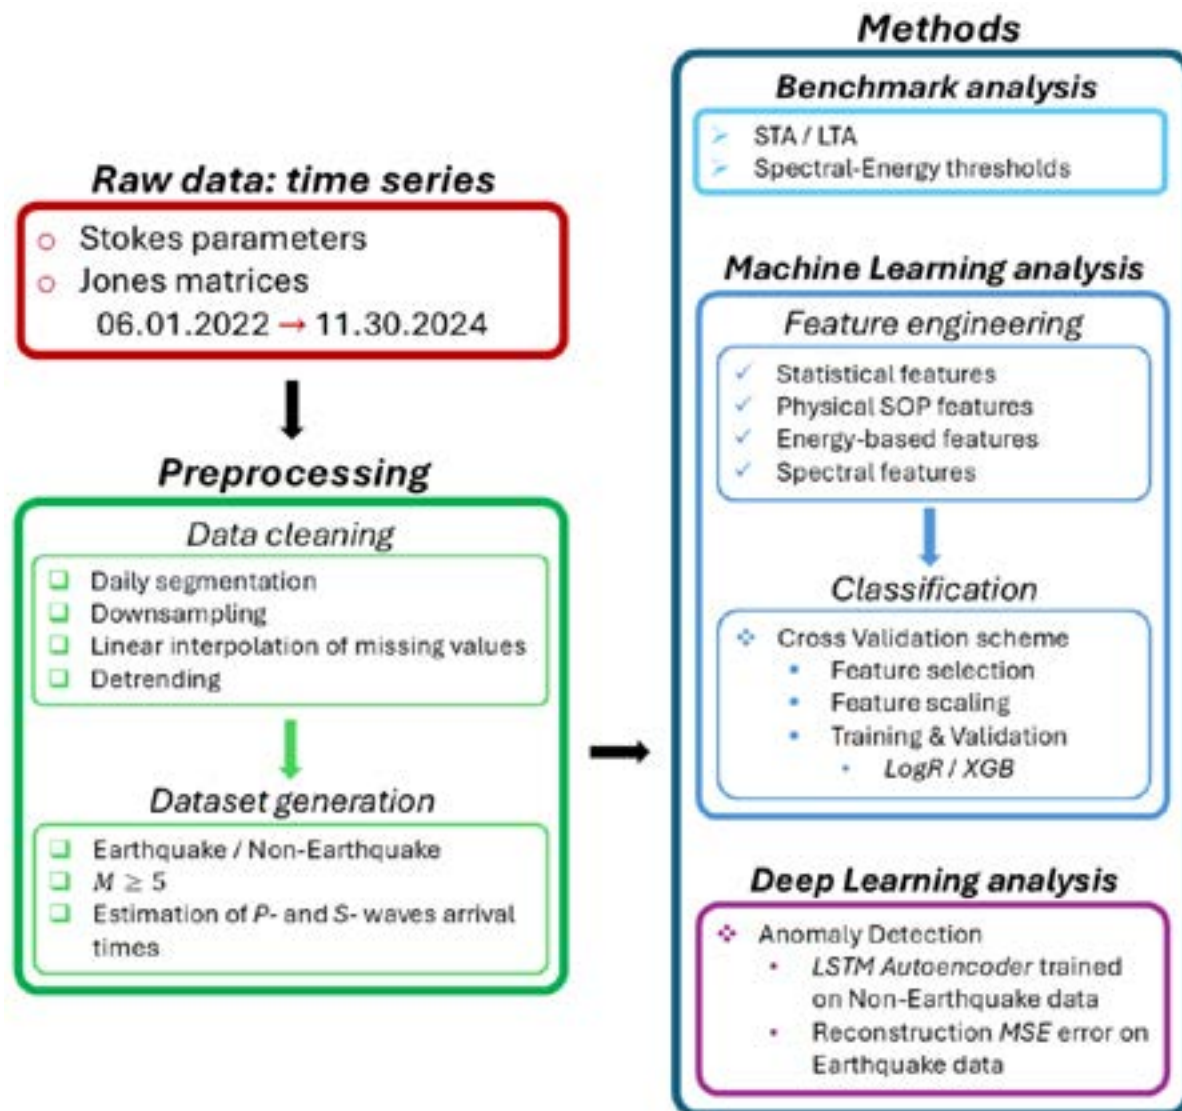 Raw data: time series
Stokes parameters
Jones matrices
06.01.2022 → 11.30.2024
Preprocessing
Data cleaning
Daily segmentation
Downsampling
Linear interpolation of missing values
Detrending
Dataset generation
Earthquake / Non-Earthquake
M ≥ 5
Estimation of P- and S- waves arrival
times
Methods
Benchmark analysis
STA / LTA
Spectral-Energy thresholds
Machine Learning analysis
Feature engineering
Statistical features
Physical SOP features
Energy-based features
Spectral features
Classification
Cross Validation scheme
Feature selection
Feature scaling
Training & Validation
LogR / XGB
Deep Learning analysis
Anomaly Detection
LSTM Autoencoder trained
on Non-Earthquake data
Reconstruction MSE error on
Earthquake data